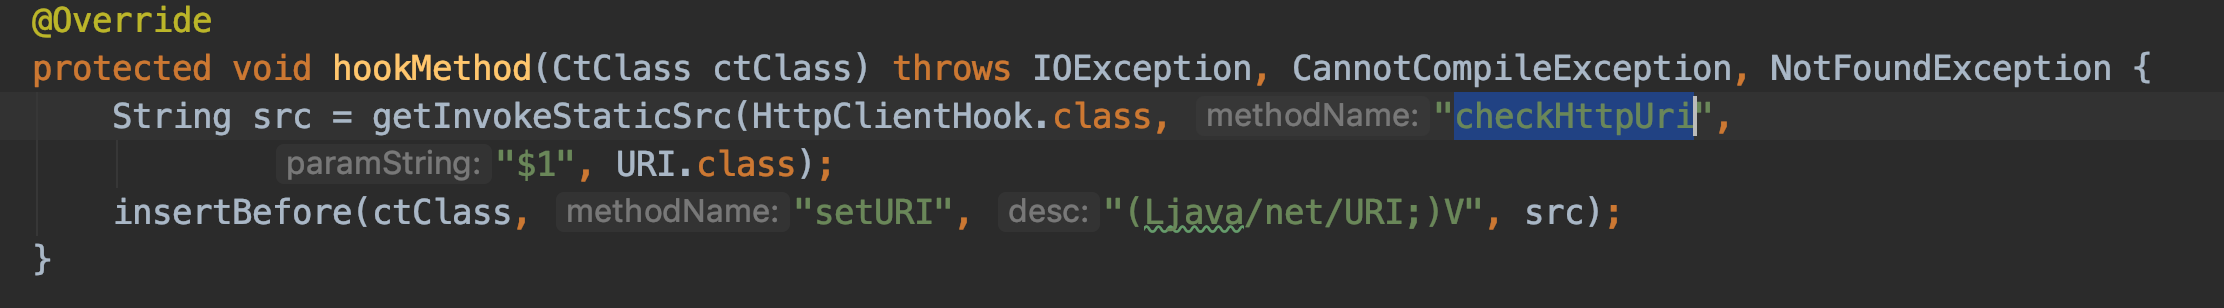 @Override
protected void hookMethod(CtClass ctClass) throws IOException, CannotCompileException, NotFoundException {
String src = getInvokeStaticSrc(HttpClientHook.class, methodName: "checkHttpUri",
paramString: "$1", URI.class);
insertBefore(ctClass, methodName: "setURI", desc: "(Ljava/net/URI;)V", src);
}